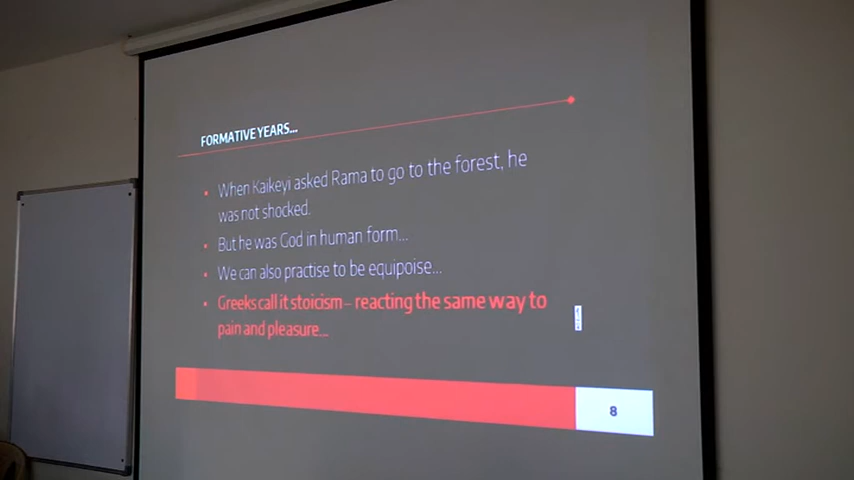 FORMATIVE YEARS...
• When Kaikeyi asked Rama to go to the forest, he
was not shocked.
• But he was God in human form...
• We can also practise to be equipoise...
• Greeks call it stoicism– reacting the same way to
pain and pleasure...
8